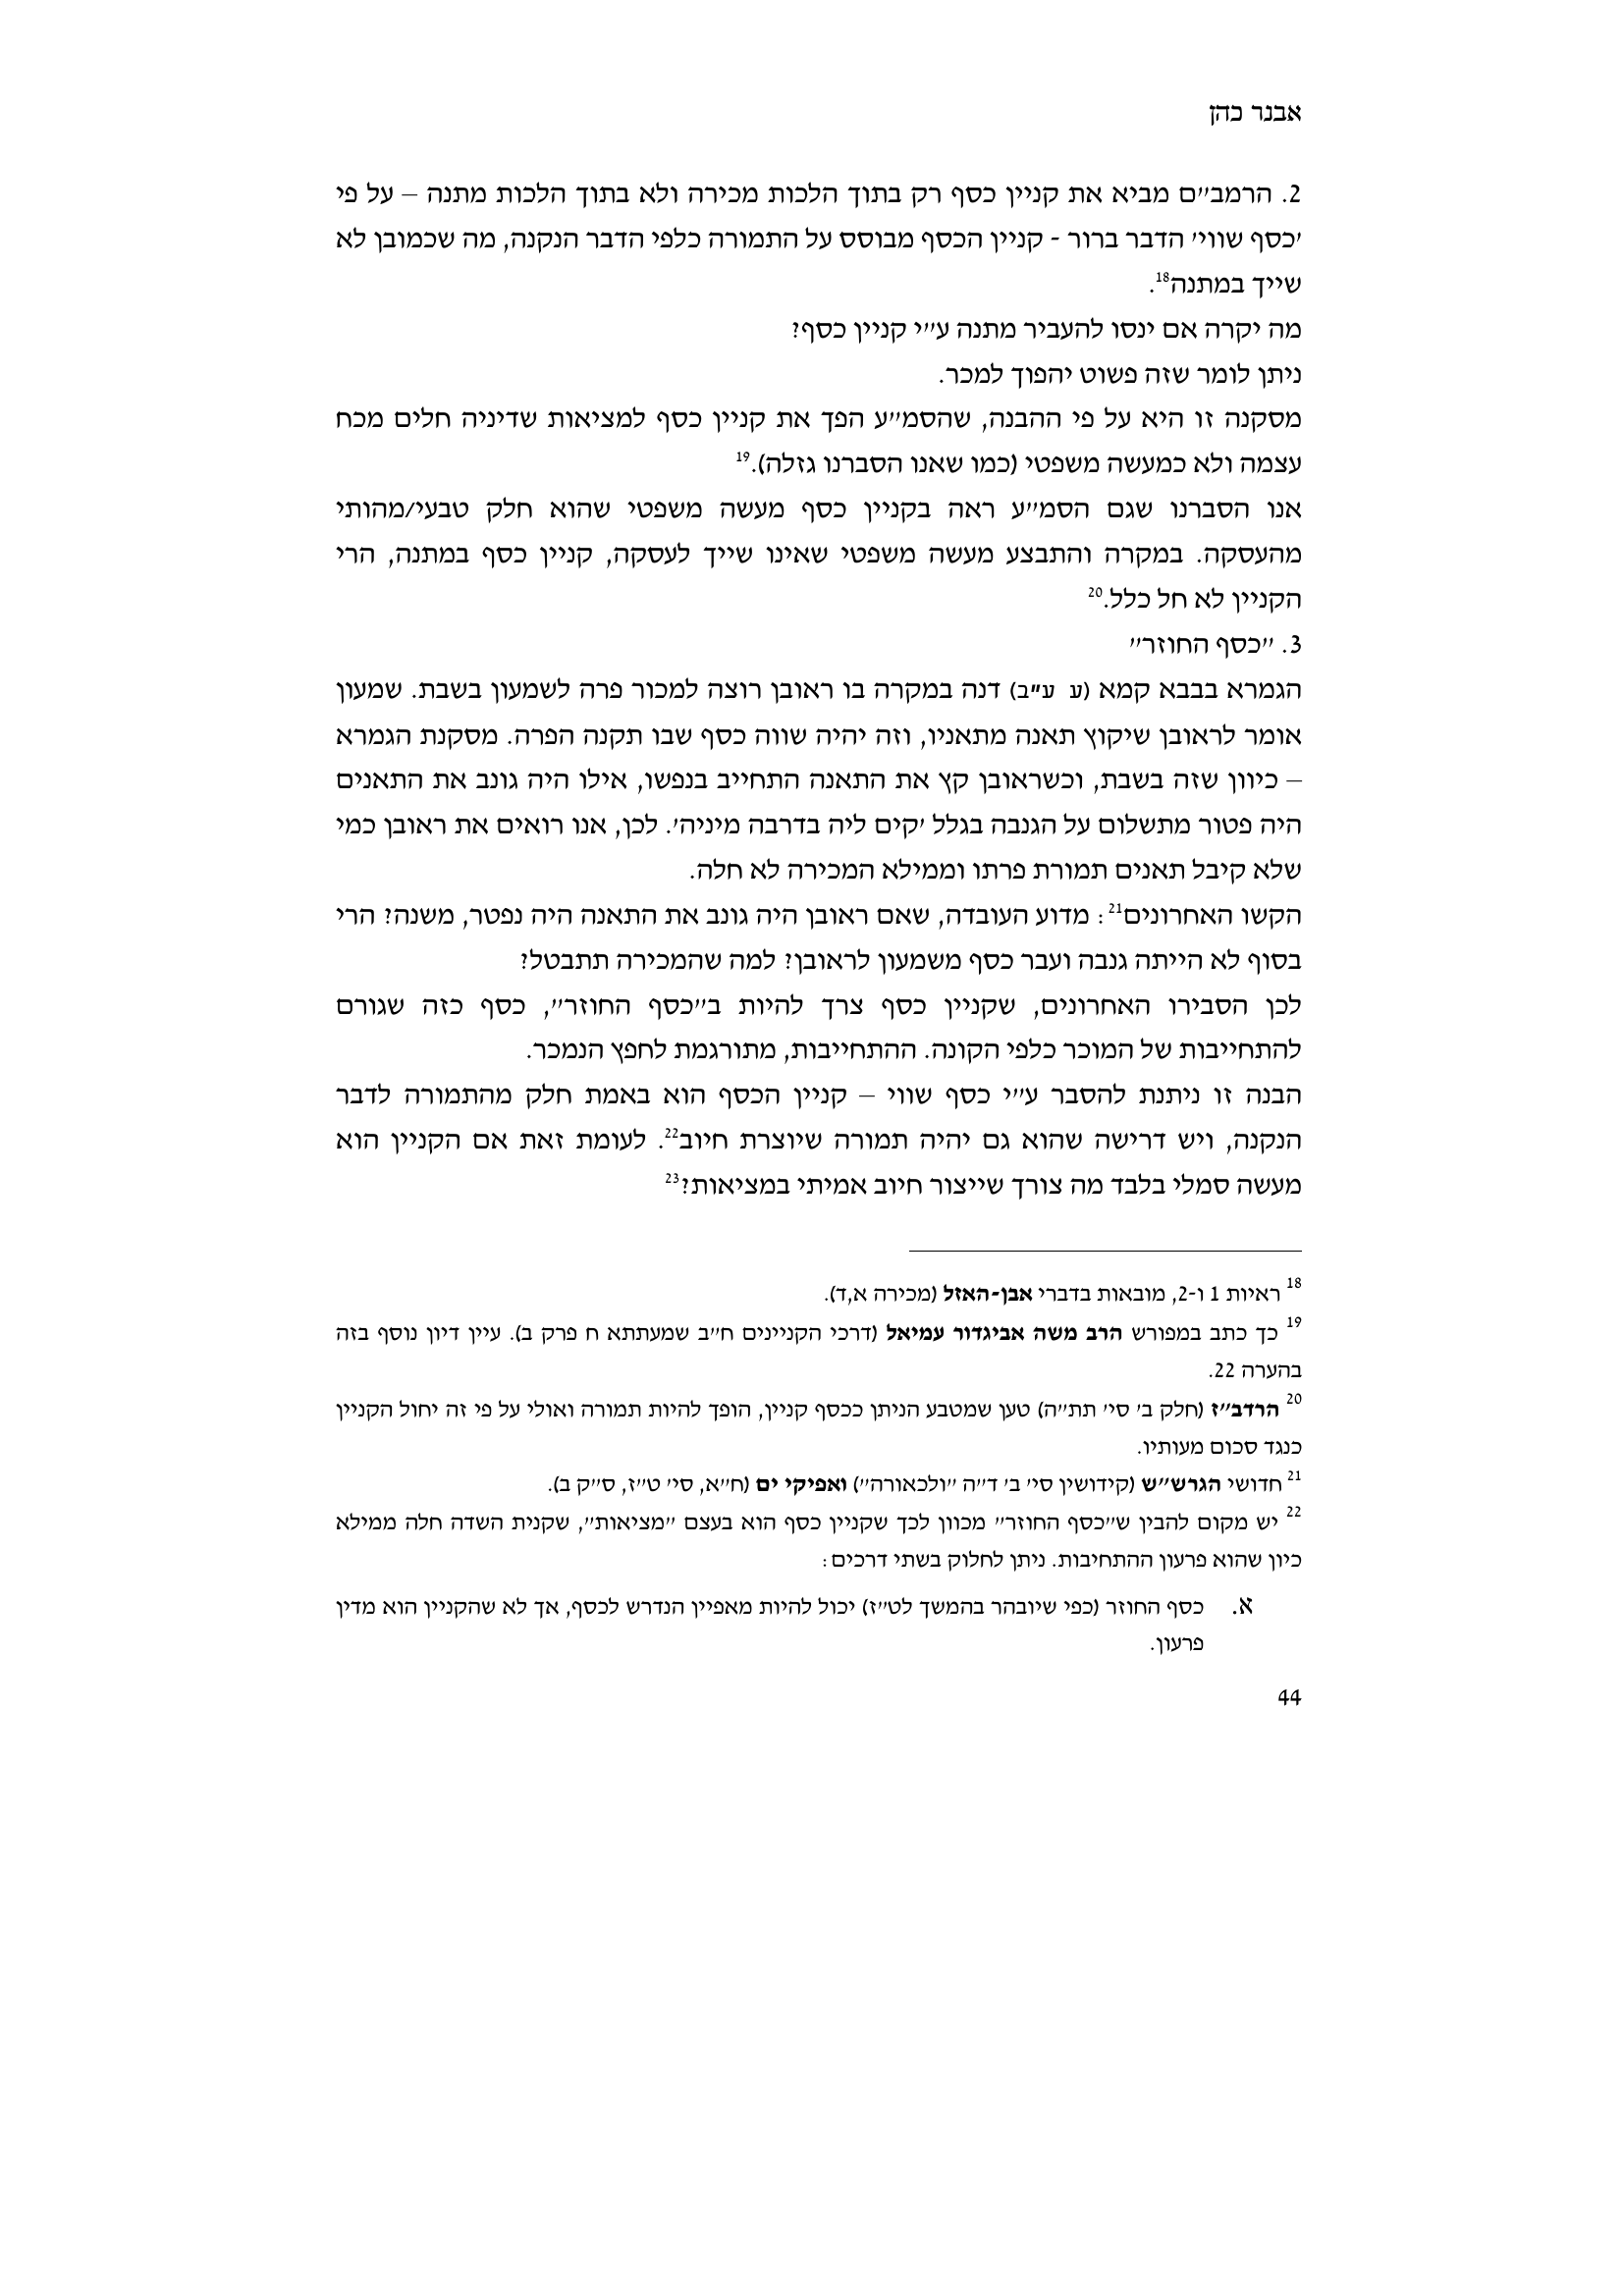 אבנר כהן
2. הרמב״ם מביא את קניין כסף רק בתוך הלכות מכירה ולא בתוך הלכות מתנה – על פי
׳כסף שווי׳ הדבר ברור - קניין הכסף מבוסס על התמורה כלפי הדבר הנקנה, מה שכמובן לא
שייך במתנה18.
מה יקרה אם ינסו להעביר מתנה ע״י קניין כסף?
ניתן לומר שזה פשוט יהפוך למכר.
מסקנה זו היא על פי ההבנה, שהסמ״ע הפך את קניין כסף למציאות שדיניה חלים מכח
עצמה ולא כמעשה משפטי (כמו שאנו הסברנו גזלה).19
אנו הסברנו שגם הסמ״ע ראה בקניין כסף מעשה משפטי שהוא חלק טבעי/מהותי
מהעסקה. במקרה והתבצע מעשה משפטי שאינו שייך לעסקה, קניין כסף במתנה, הרי
הקניין לא חל כלל.20
3. ״כסף החוזר״
הגמרא בבבא קמא (ע ע"ב) דנה במקרה בו ראובן רוצה למכור פרה לשמעון בשבת. שמעון
אומר לראובן שיקוץ תאנה מתאניו, וזה יהיה שווה כסף שבו תקנה הפרה. מסקנת הגמרא
– כיוון שזה בשבת, וכשראובן קץ את התאנה התחייב בנפשו, אילו היה גונב את התאנים
היה פטור מתשלום על הגנבה בגלל ׳קים ליה בדרבה מיניה׳. לכן, אנו רואים את ראובן כמי
שלא קיבל תאנים תמורת פרתו וממילא המכירה לא חלה.
הקשו האחרונים21: מדוע העובדה, שאם ראובן היה גונב את התאנה היה נפטר, משנה? הרי
בסוף לא הייתה גנבה ועבר כסף משמעון לראובן? למה שהמכירה תתבטל?
לכן הסבירו האחרונים, שקניין כסף צרך להיות ב״כסף החוזר״, כסף כזה שגורם
להתחייבות של המוכר כלפי הקונה. ההתחייבות, מתורגמת לחפץ הנמכר.
הבנה זו ניתנת להסבר ע״י כסף שווי – קניין הכסף הוא באמת חלק מהתמורה לדבר
הנקנה, ויש דרישה שהוא גם יהיה תמורה שיוצרת חיוב22. לעומת זאת אם הקניין הוא
מעשה סמלי בלבד מה צורך שייצור חיוב אמיתי במציאות?23
18 ראיות 1 ו-2, מובאות בדברי אבן-האזל (מכירה א,ד).
19 כך כתב במפורש הרב משה אביגדור עמיאל (דרכי הקניינים ח״ב שמעתתא ח פרק ב). עיין דיון נוסף בזה
בהערה 22.
20 הרדב״ז (חלק ב׳ סי׳ תת״ה) טען שמטבע הניתן ככסף קניין, הופך להיות תמורה ואולי על פי זה יחול הקניין
כנגד סכום מעותיו.
21 חדושי הגרש״ש (קידושין סי׳ ב׳ ד״ה ״ולכאורה״) ואפיקי ים (ח״א, סי׳ ט״ז, ס״ק ב).
22 יש מקום להבין ש״כסף החוזר״ מכוון לכך שקניין כסף הוא בעצם ״מציאות״, שקנית השדה חלה ממילא
כיון שהוא פרעון ההתחיבות. ניתן לחלוק בשתי דרכים:
א. כסף החוזר (כפי שיובהר בהמשך לט״ז) יכול להיות מאפיין הנדרש לכסף, אך לא שהקניין הוא מדין
פרעון.
44